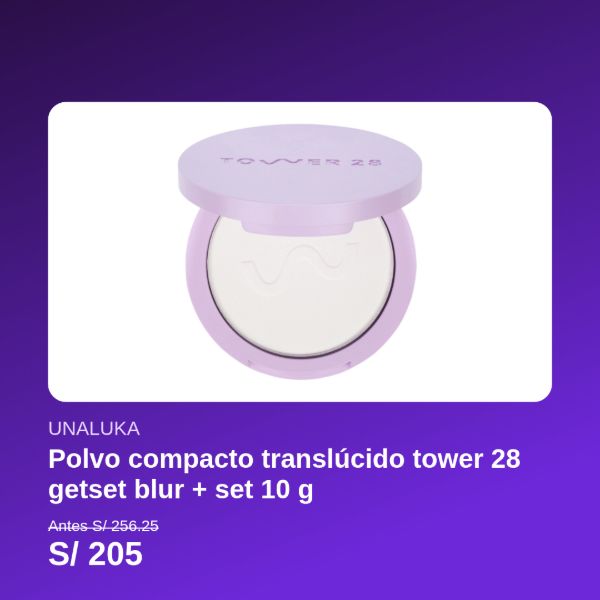 TOWER 28
UNALUKA
Polvo compacto translúcido tower 28
getset blur + set 10 g
Antes S/ 256.25
S/ 205